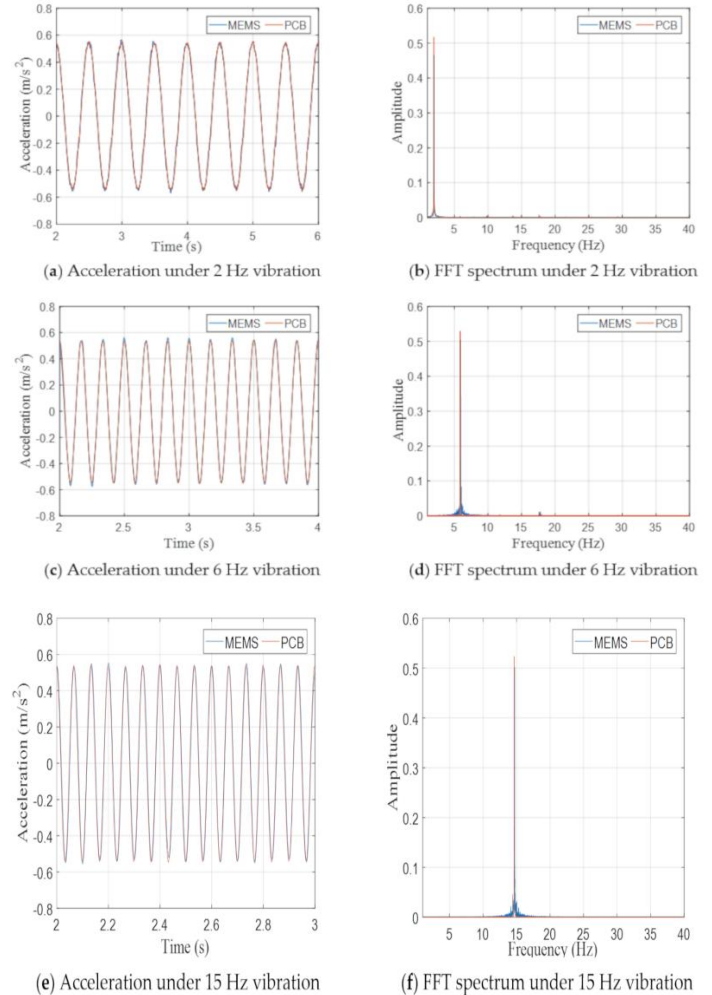 0.8
0.6
0.4
0.2
0
-0.2
-0.4
-0.6
-0.8
Acceleration (m/s²)
MEMS PCB
2 3 4 5 6
Time (s)
(a) Acceleration under 2 Hz vibration
0.6
0.5
0.4
0.3
0.2
0.1
0
Amplitude
MEMS PCB
5 10 15 20 25 30 35 40
Frequency (Hz)
(b) FFT spectrum under 2 Hz vibration
0.8
0.6
0.4
0.2
0
-0.2
-0.4
-0.6
-0.8
Acceleration (m/s²)
MEMS PCB
2 2.5 3 3.5 4
Time (s)
(c) Acceleration under 6 Hz vibration
0.6
0.5
0.4
0.3
0.2
0.1
0
Amplitude
MEMS PCB
5 10 15 20 25 30 35 40
Frequency (Hz)
(d) FFT spectrum under 6 Hz vibration
0.8
0.6
0.4
0.2
0
-0.2
-0.4
-0.6
-0.8
Acceleration (m/s²)
MEMS PCB
2 2.2 2.4 2.6 2.8 3
Time (s)
(e) Acceleration under 15 Hz vibration
0.6
0.5
0.4
0.3
0.2
0.1
0
Amplitude
MEMS PCB
5 10 15 20 25 30 35 40
Frequency (Hz)
(f) FFT spectrum under 15 Hz vibration